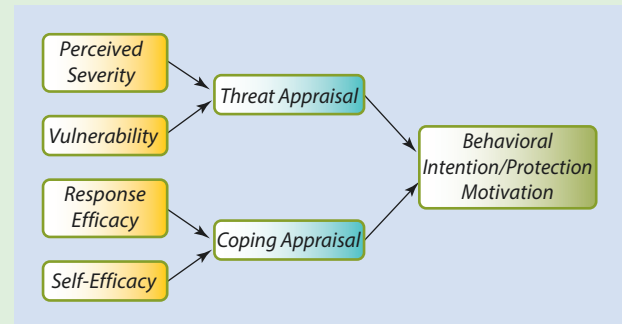 Perceived
Severity
Vulnerability
Threat Appraisal
Response
Efficacy
Self-Efficacy
Coping Appraisal
Behavioral
Intention/Protection
Motivation